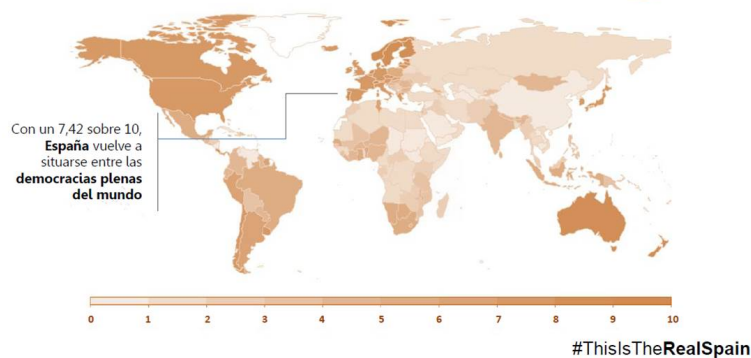 Con un 7,42 sobre 10,
España vuelve a
situarse entre las
democracias plenas
del mundo
0 1 2 3 4 5 6 7 8 9 10
#ThisIsTheRealSpain